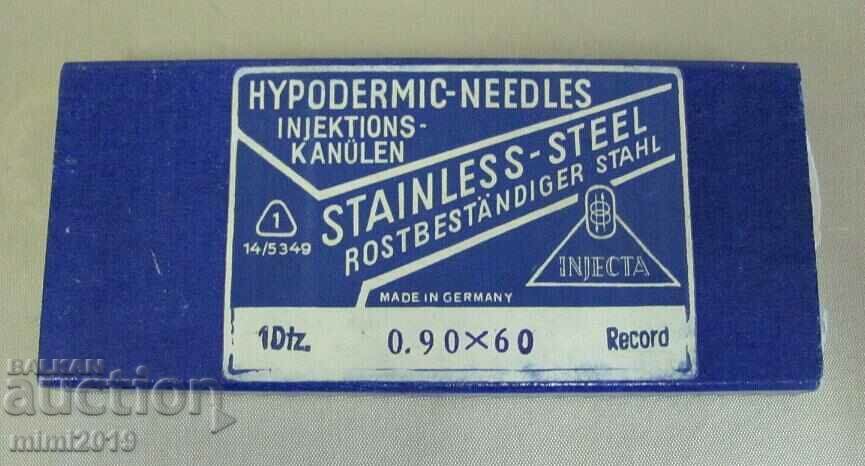 HYPODERMIC-NEEDLES
INJEKTIONS-
KANÜLEN
STAINLESS-STEEL
ROSTBESTÄNDIGER STAHL
1
14/5349
INJECTA
MADE IN GERMANY
1Dtz. 0.90×60 Record
BALKAN
auction
mimi2019